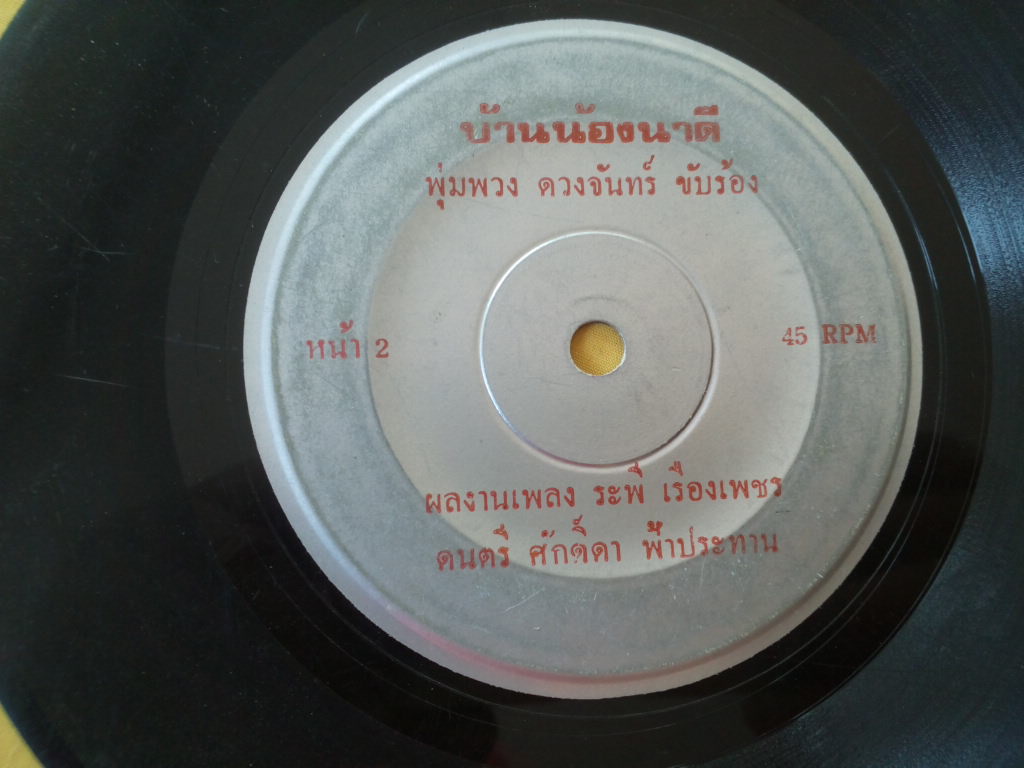 บ้านน้องนาดี
พุ่มพวง ดวงจันทร์ ขับร้อง
หน้า 2
45 RPM
ผลงานเพลง ระพี เรืองเพชร
ดนตรี ศักดิ์ดา ฟ้าประทาน